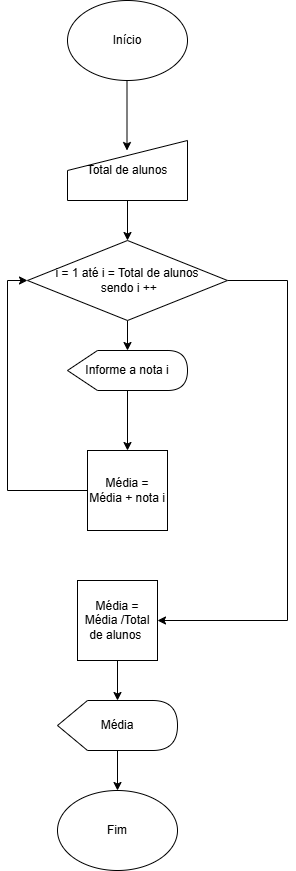 Início
Total de alunos
i = 1 até i = Total de alunos
sendo i ++
Informe a nota i
Média =
Média + nota i
Média =
Média /Total
de alunos
Média
Fim